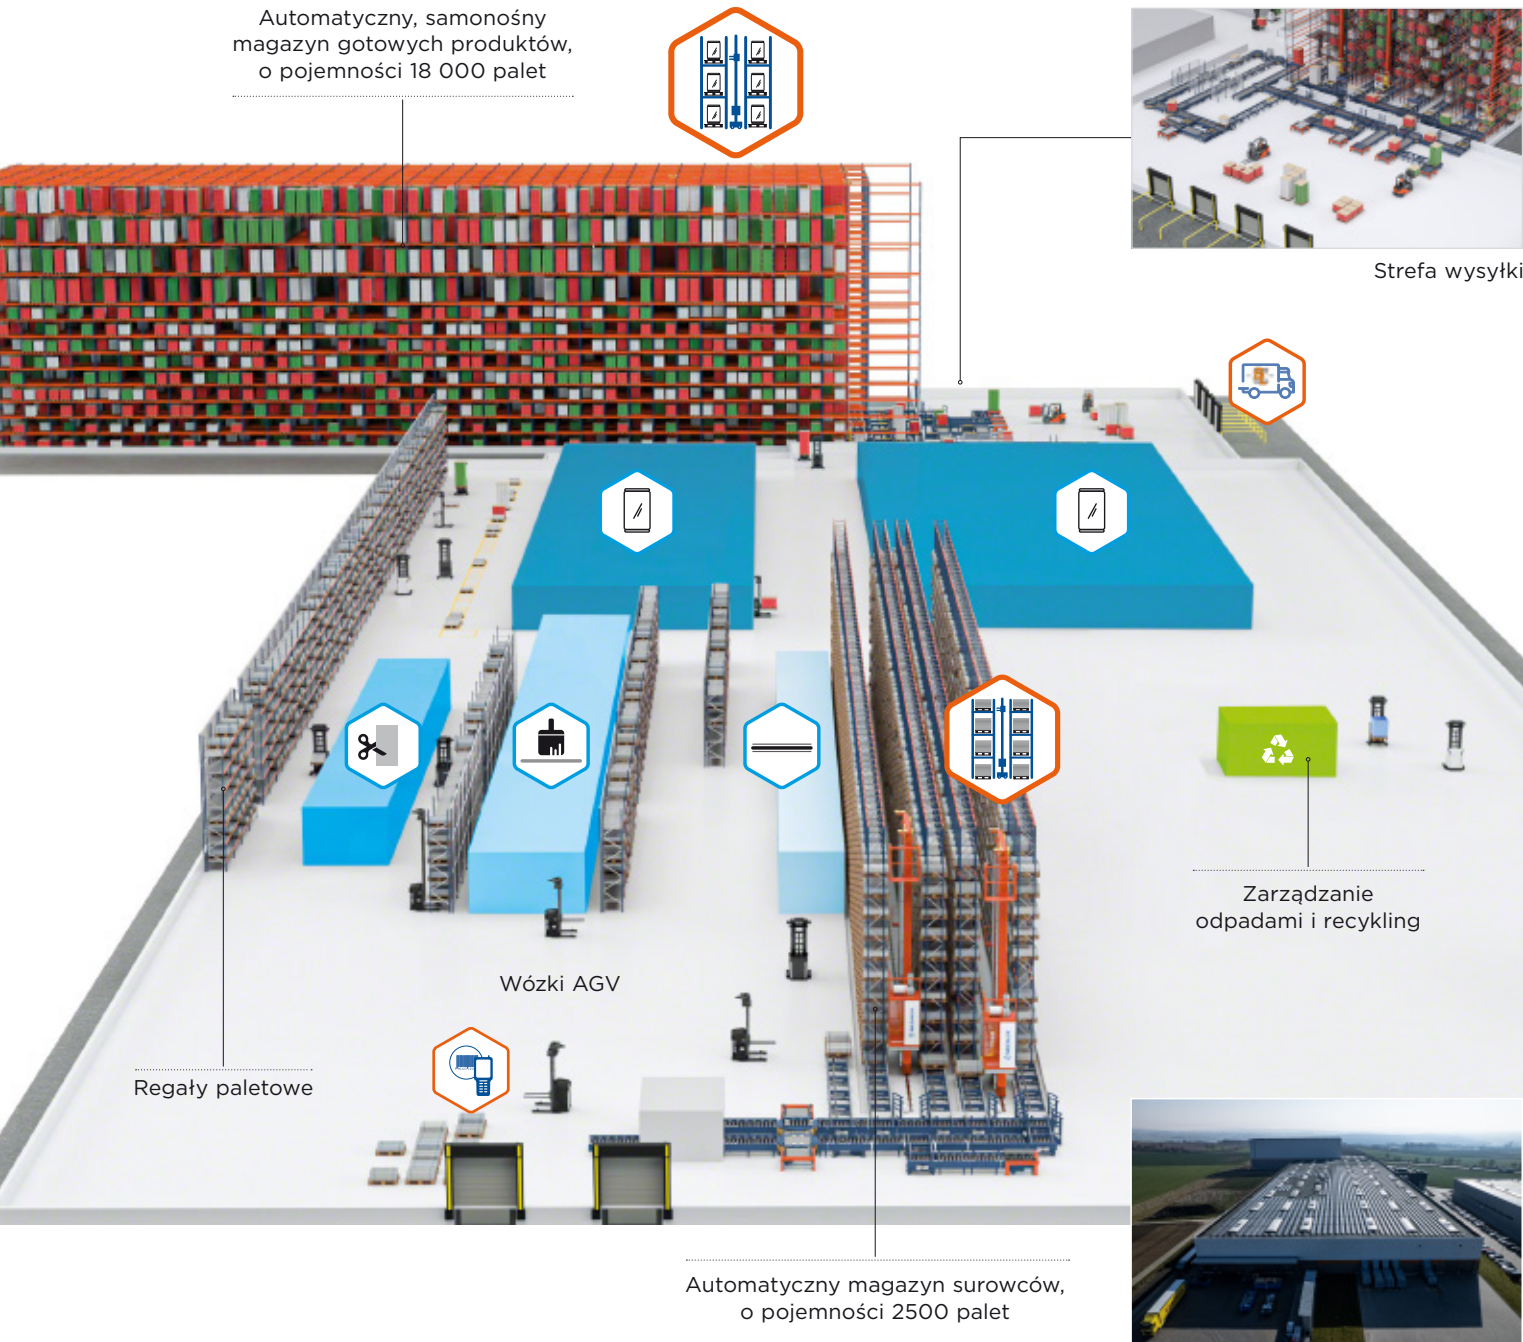 Automatyczny, samonośny
magazyn gotowych produktów,
o pojemności 18 000 palet
Strefa wysyłki
Zarządzanie
odpadami i recykling
Wózki AGV
Regały paletowe
Automatyczny magazyn surowców,
o pojemności 2500 palet